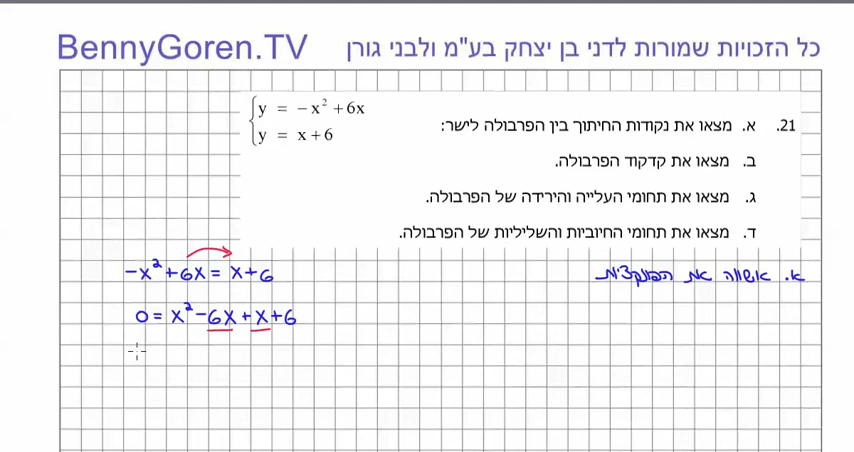 BennyGoren.TV כל הזכויות שמורות לדני בן יצחק בע"מ ולבני גורן
21. א. מצאו את נקודות החיתוך בין הפרבולה לישר:
y = -x² + 6x
y = x + 6
ב. מצאו את קדקוד הפרבולה.
ג. מצאו את תחומי העלייה והירידה של הפרבולה.
ד. מצאו את תחומי החיוביות והשליליות של הפרבולה.
א. אשווה את הפונקציות
-x² + 6x = x + 6
0 = x² - 6x + x + 6